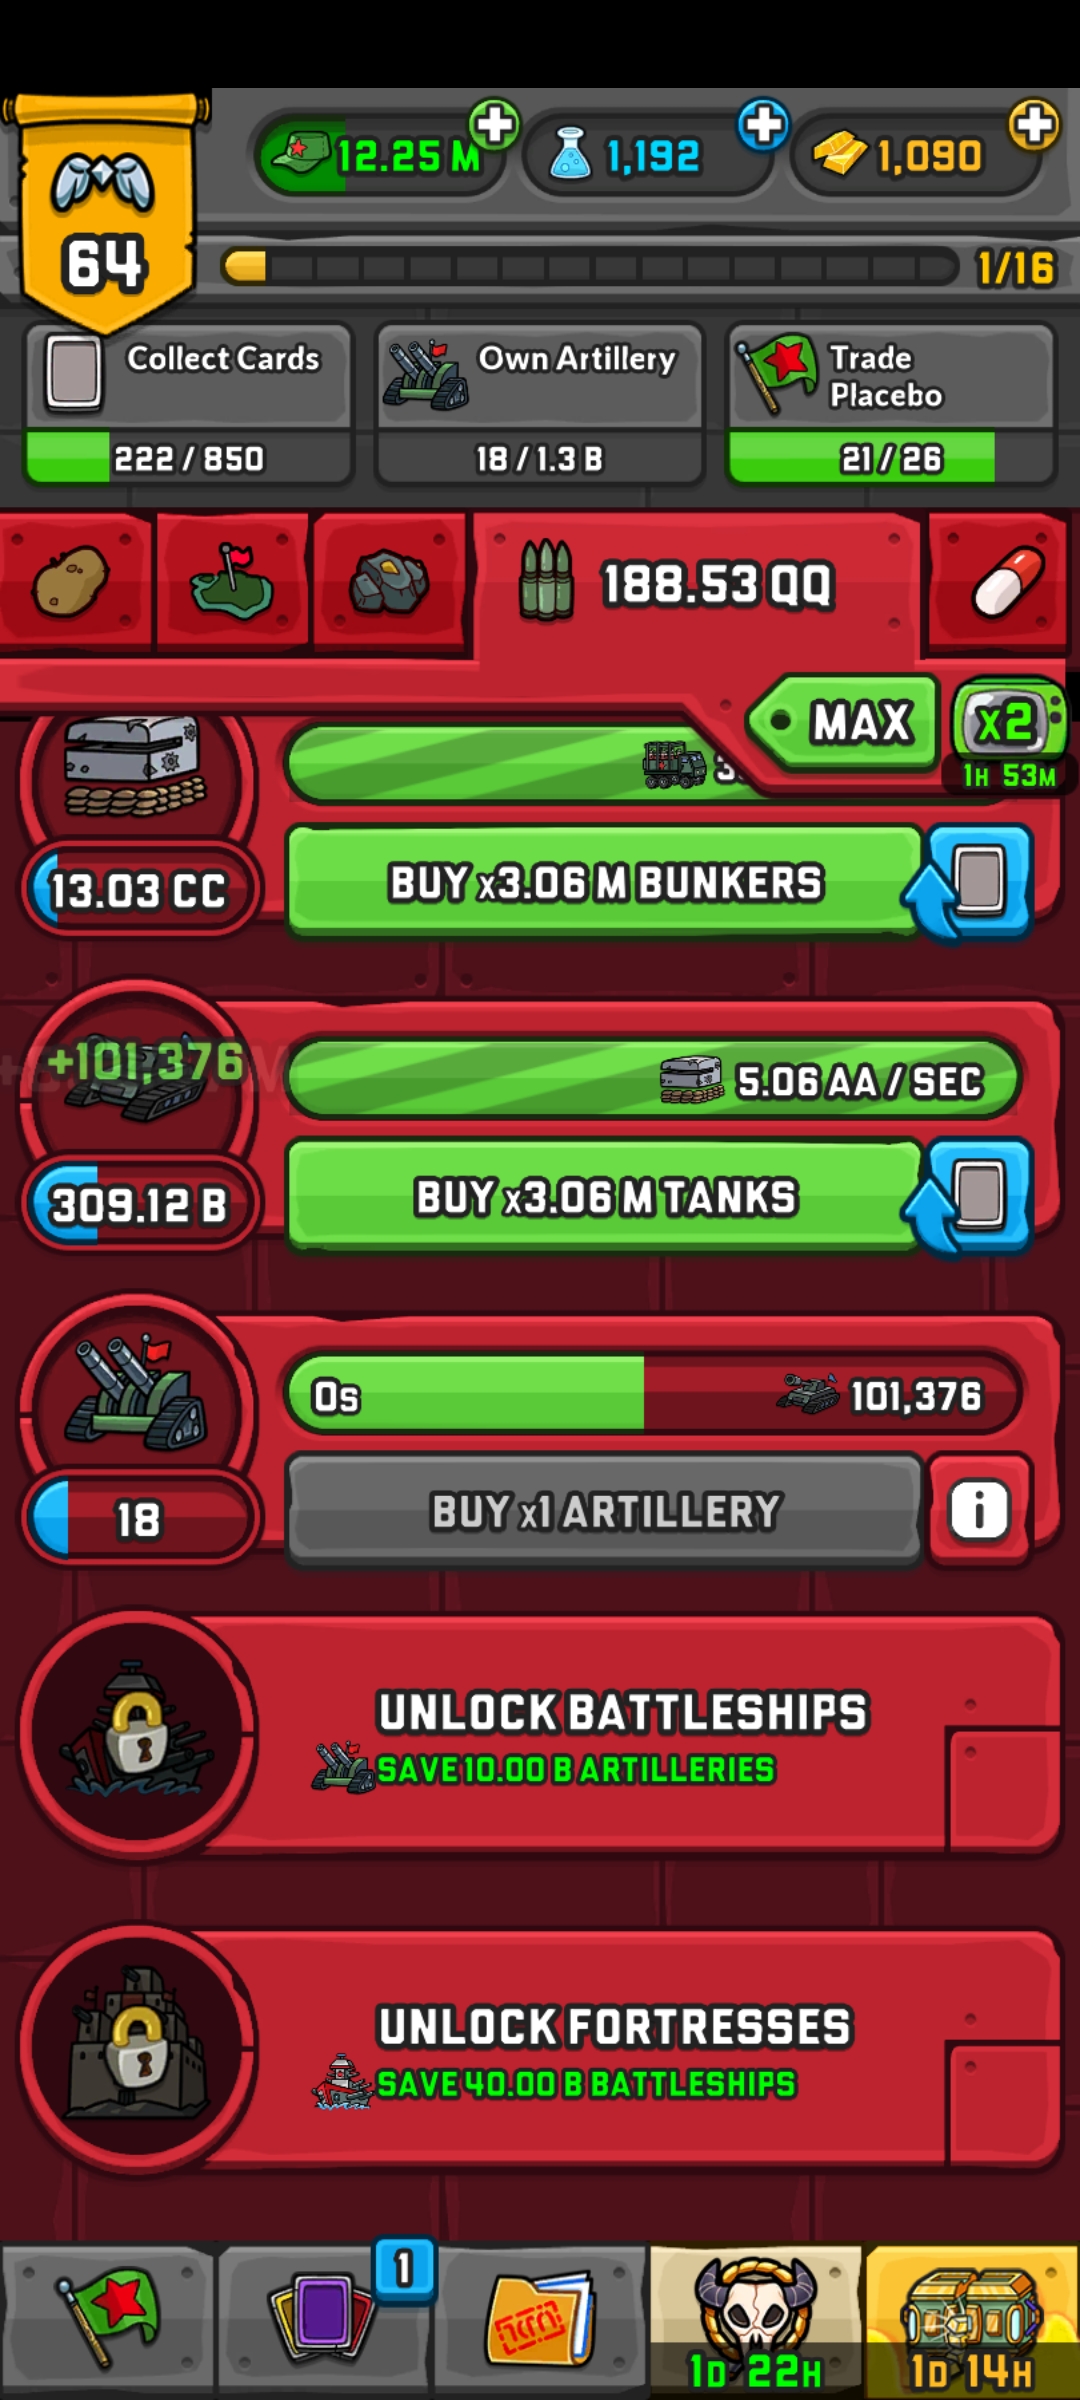 12.25 M
1,192
1,090
64
1/16
Collect Cards
222 / 850
Own Artillery
18 / 1.3 B
Trade
Placebo
21 / 26
188.53 QQ
MAX
x2
1H 53M
13.03 CC
BUY x3.06 M BUNKERS
+101,376
5.06 AA / SEC
309.12 B
BUY x3.06 M TANKS
0s
101,376
18
BUY x1 ARTILLERY
i
UNLOCK BATTLESHIPS
SAVE 10.00 B ARTILLERIES
UNLOCK FORTRESSES
SAVE 40.00 B BATTLESHIPS
1
1D 22H
1D 14H